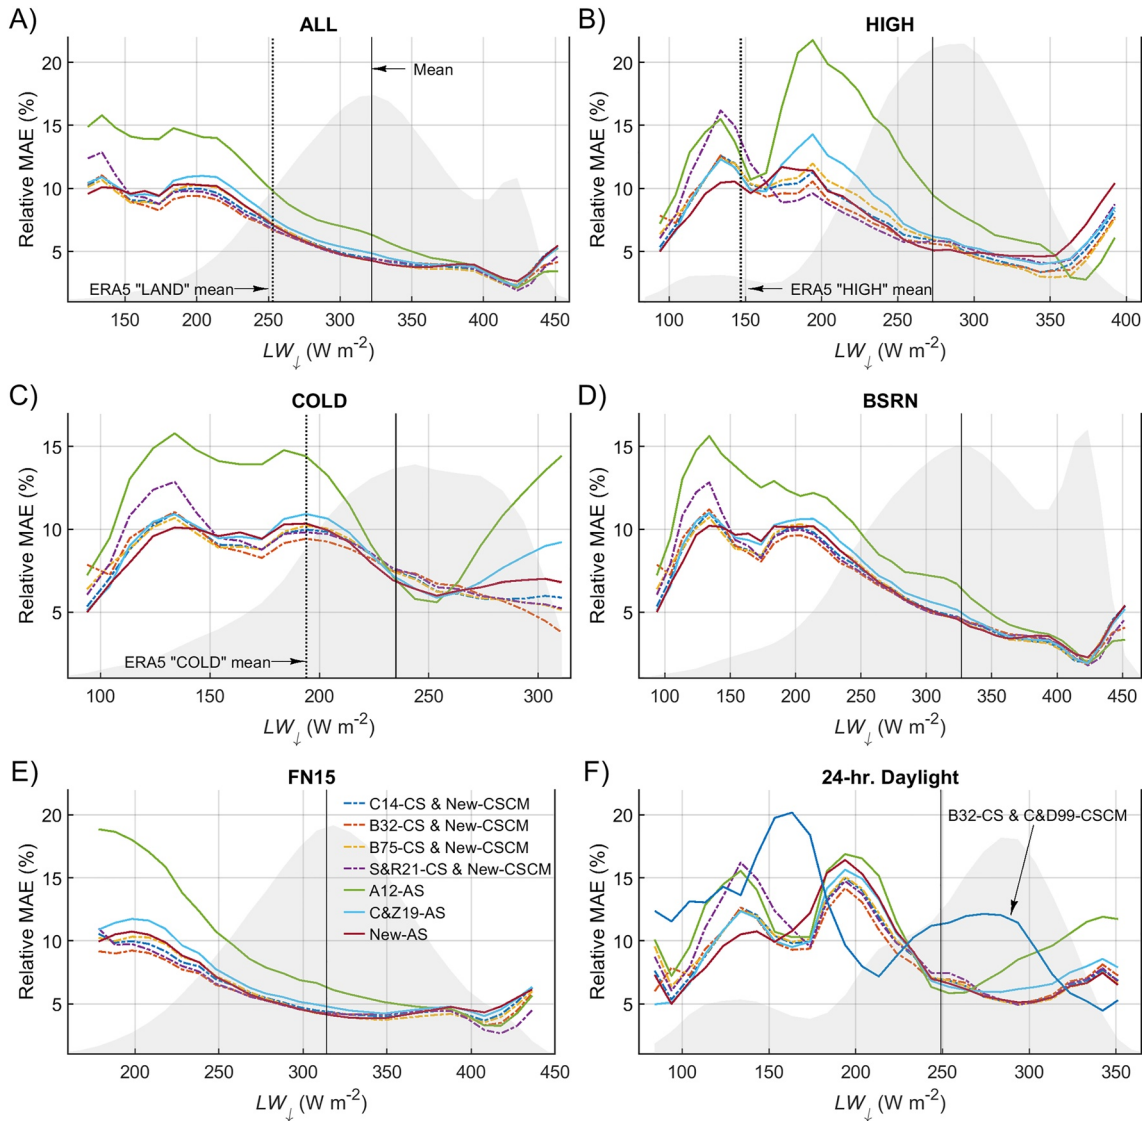 A)
ALL
Relative MAE (%)
20
15
10
5
Mean
ERA5 "LAND" mean
150 200 250 300 350 400 450
LW↓ (W m-2)
B)
HIGH
Relative MAE (%)
20
15
10
5
ERA5 "HIGH" mean
100 150 200 250 300 350 400
LW↓ (W m-2)
C)
COLD
Relative MAE (%)
15
10
5
ERA5 "COLD" mean
100 150 200 250 300
LW↓ (W m-2)
D)
BSRN
Relative MAE (%)
15
10
5
100 150 200 250 300 350 400 450
LW↓ (W m-2)
E)
FN15
Relative MAE (%)
20
15
10
5
C14-CS & New-CSCM
B32-CS & New-CSCM
B75-CS & New-CSCM
S&R21-CS & New-CSCM
A12-AS
C&Z19-AS
New-AS
200 250 300 350 400 450
LW↓ (W m-2)
F)
24-hr. Daylight
Relative MAE (%)
20
15
10
5
B32-CS & C&D99-CSCM
100 150 200 250 300 350
LW↓ (W m-2)